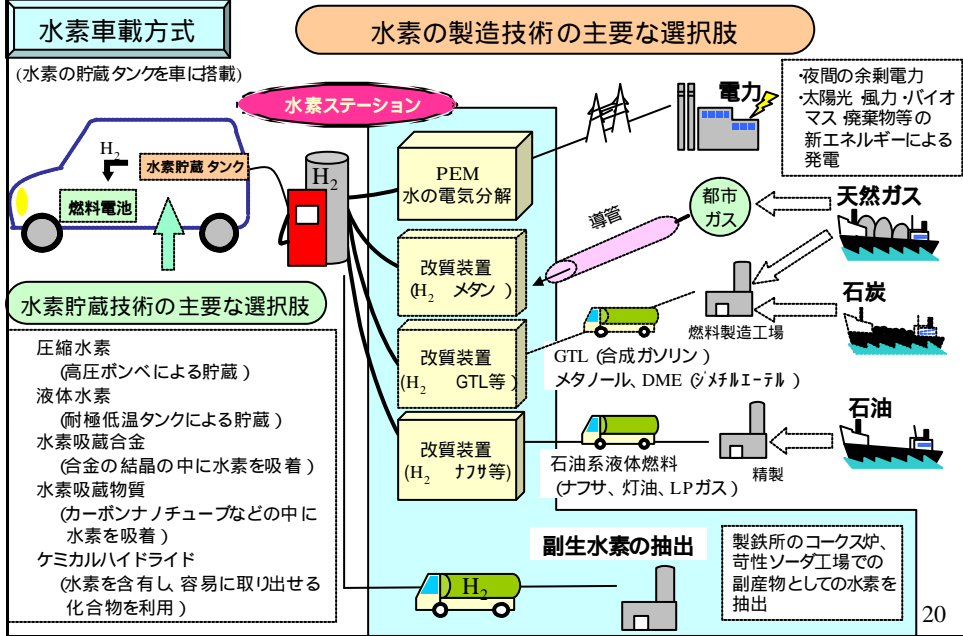 水素車載方式
(水素の貯蔵タンクを車に搭載)
水素の製造技術の主要な選択肢
水素ステーション
H2
水素貯蔵タンク
燃料電池
H2
PEM
水の電気分解
改質装置
(H2 メタン)
改質装置
(H2 GTL等)
改質装置
(H2 ナフサ等)
電力
・夜間の余剰電力
・太陽光 風力・バイオ
マス 廃棄物等の
新エネルギーによる
発電
導管
都市
ガス
天然ガス
石炭
燃料製造工場
GTL (合成ガソリン)
メタノール、DME (ジメチルエーテル)
石油
精製
石油系液体燃料
(ナフサ、灯油、LPガス)
水素貯蔵技術の主要な選択肢
圧縮水素
(高圧ボンベによる貯蔵)
液体水素
(耐極低温タンクによる貯蔵)
水素吸蔵合金
(合金の結晶の中に水素を吸着)
水素吸蔵物質
(カーボンナノチューブなどの中に
水素を吸着)
ケミカルハイドライド
(水素を含有し、容易に取り出せる
化合物を利用)
副生水素の抽出
H2
製鉄所のコークス炉、
苛性ソーダ工場での
副産物としての水素を
抽出
20